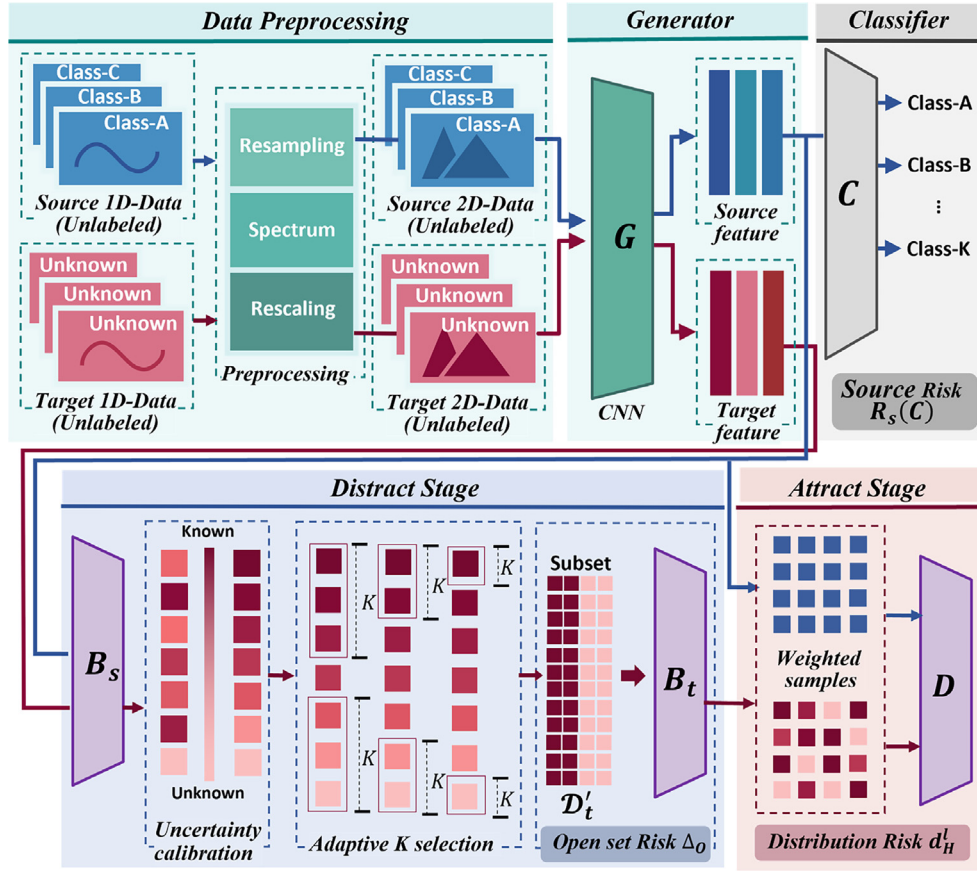 Data Preprocessing
Generator
Classifier
Class-C
Class-B
Class-A
Source 1D-Data
(Unlabeled)
Unknown
Unknown
Unknown
Target 1D-Data
(Unlabeled)
Resampling
Spectrum
Rescaling
Preprocessing
Class-C
Class-B
Class-A
Source 2D-Data
(Unlabeled)
Unknown
Unknown
Unknown
Target 2D-Data
(Unlabeled)
G
CNN
Source
feature
Target
feature
C
Class-A
Class-B
...
Class-K
Source Risk
R_s(C)
Distract Stage
Attract Stage
B_s
Known
Unknown
Uncertainty
calibration
K
K
K
K
K
K
Adaptive K selection
Subset
𝒟′_t
B_t
Open set Risk Δ_O
Weighted
samples
D
Distribution Risk d_H^l